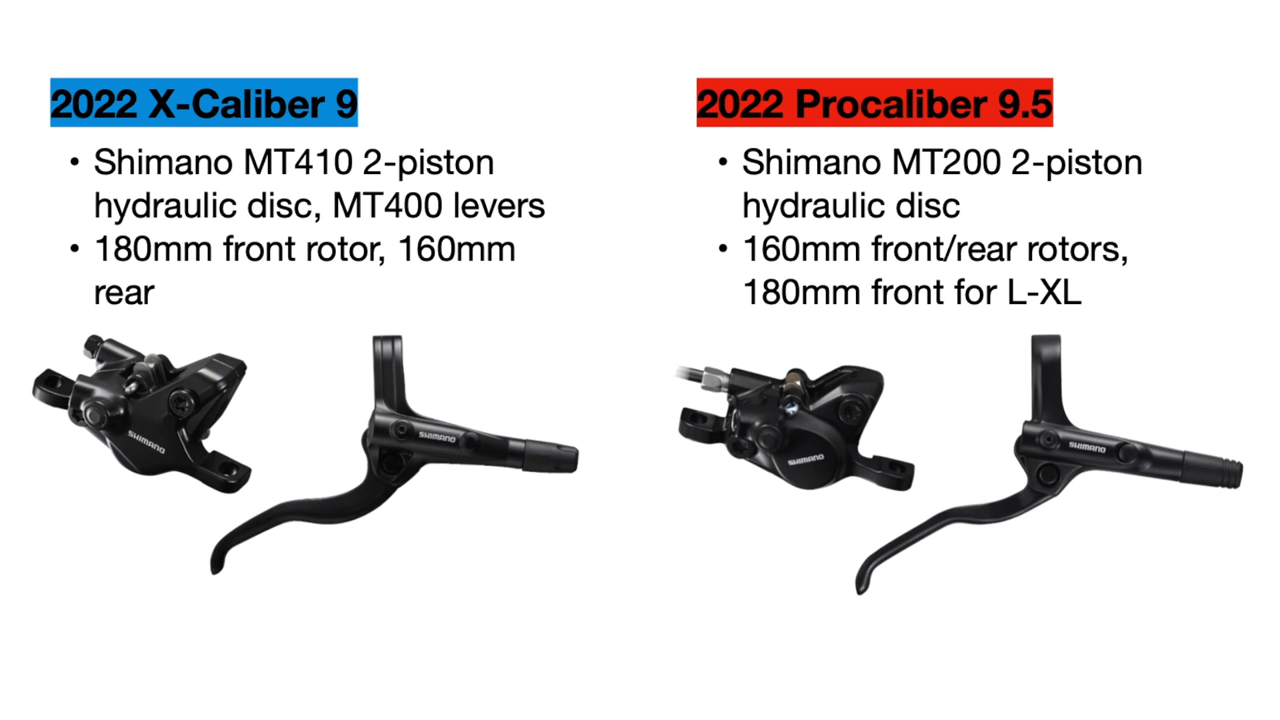 2022 X-Caliber 9
• Shimano MT410 2-piston
hydraulic disc, MT400 levers
• 180mm front rotor, 160mm
rear
SHIMANO
SHIMANO
2022 Procaliber 9.5
• Shimano MT200 2-piston
hydraulic disc
• 160mm front/rear rotors,
180mm front for L-XL
SHIMANO
SHIMANO